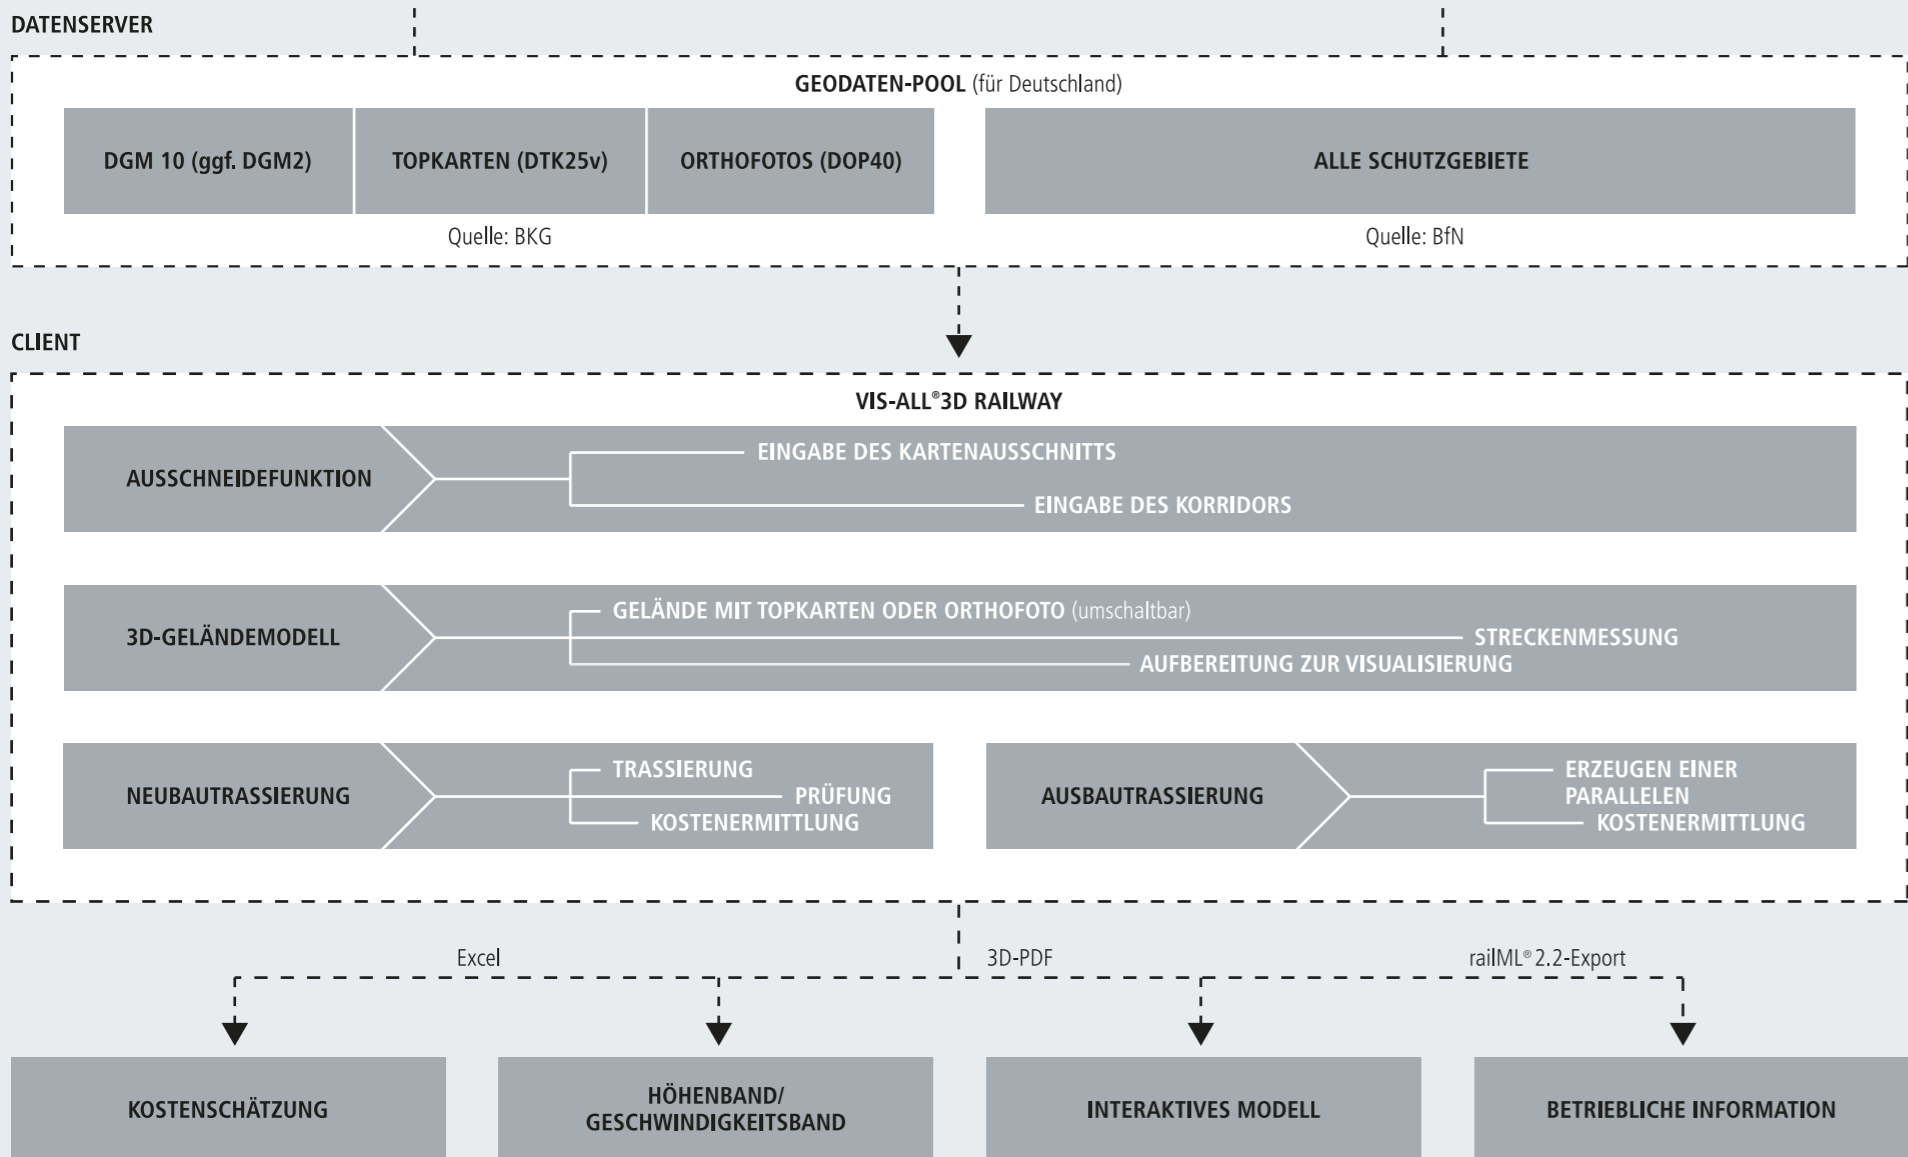 DATENSERVER
GEODATEN-POOL (für Deutschland)
DGM 10 (ggf. DGM2)
TOPKARTEN (DTK25v)
ORTHOFOTOS (DOP40)
ALLE SCHUTZGEBIETE
Quelle: BKG
Quelle: BfN
CLIENT
VIS-ALL®3D RAILWAY
AUSSCHNEIDEFUNKTION
EINGABE DES KARTENAUSSCHNITTS
EINGABE DES KORRIDORS
3D-GELÄNDEMODELL
GELÄNDE MIT TOPKARTEN ODER ORTHOFOTO (umschaltbar)
STRECKENMESSUNG
AUFBEREITUNG ZUR VISUALISIERUNG
NEUBAUTRASSIERUNG
TRASSIERUNG
PRÜFUNG
KOSTENERMITTLUNG
AUSBAUTRASSIERUNG
ERZEUGEN EINER
PARALLELEN
KOSTENERMITTLUNG
Excel
3D-PDF
railML® 2.2-Export
KOSTENSCHÄTZUNG
HÖHENBAND/
GESCHWINDIGKEITSBAND
INTERAKTIVES MODELL
BETRIEBLICHE INFORMATION